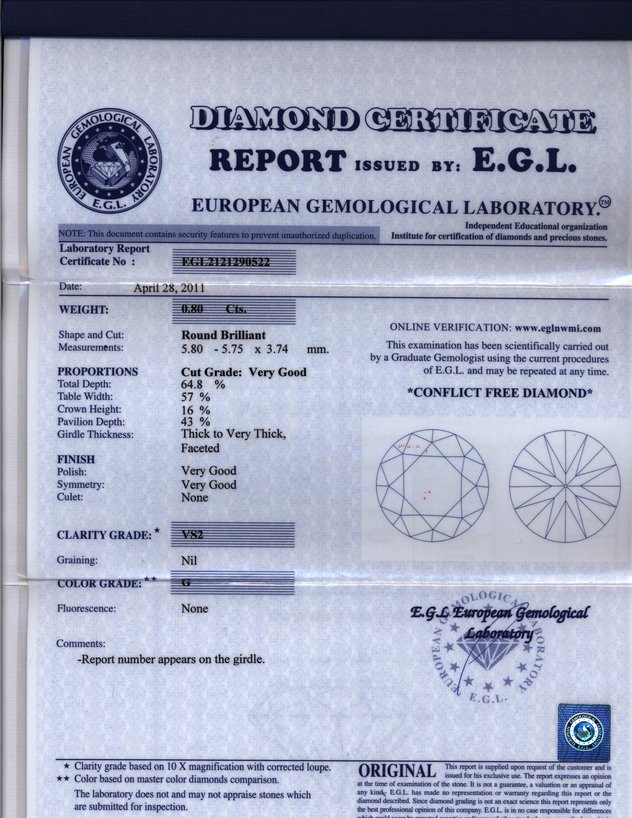 EUROPEAN GEMOLOGICAL LABORATORY
E.G.L.
DIAMOND CERTIFICATE
REPORT ISSUED BY: E.G.L.
EUROPEAN GEMOLOGICAL LABORATORY.™
NOTE: This document contains security features to prevent unauthorized duplication.
Independent Educational organization
Institute for certification of diamonds and precious stones.
Laboratory Report
Certificate No : EGL2121290522
Date: April 28, 2011
WEIGHT: 0.80 Cts.
Shape and Cut: Round Brilliant
Measurements: 5.80 - 5.75 x 3.74 mm.
PROPORTIONS Cut Grade: Very Good
Total Depth: 64.8 %
Table Width: 57 %
Crown Height: 16 %
Pavilion Depth: 43 %
Girdle Thickness: Thick to Very Thick,
Faceted
FINISH
Polish: Very Good
Symmetry: Very Good
Culet: None
CLARITY GRADE: * VS2
Graining: Nil
COLOR GRADE: ** G
Fluorescence: None
Comments:
-Report number appears on the girdle.
ONLINE VERIFICATION: www.eglnwmi.com
This examination has been scientifically carried out
by a Graduate Gemologist using the current procedures
of E.G.L. and may be repeated at any time.
*CONFLICT FREE DIAMOND*
E.G.L European Gemological
Laboratory
EUROPEAN GEMOLOGICAL LABORATORY
E.G.L.
★ Clarity grade based on 10 X magnification with corrected loupe.
★★ Color based on master color diamonds comparison.
The laboratory does not and may not appraise stones which
are submitted for inspection.
ORIGINAL This report is supplied upon request of the customer and is
issued for his exclusive use. The report expresses an opinion
at the time of examination of the stone. It is not a guarantee, a valuation or an appraisal of
any kind. E.G.L. has made no representation or warranty regarding this report or the
diamond described. Since diamond grading is not an exact science this report represents only
the best professional opinion of this company. E.G.L. is in no case responsible for differences